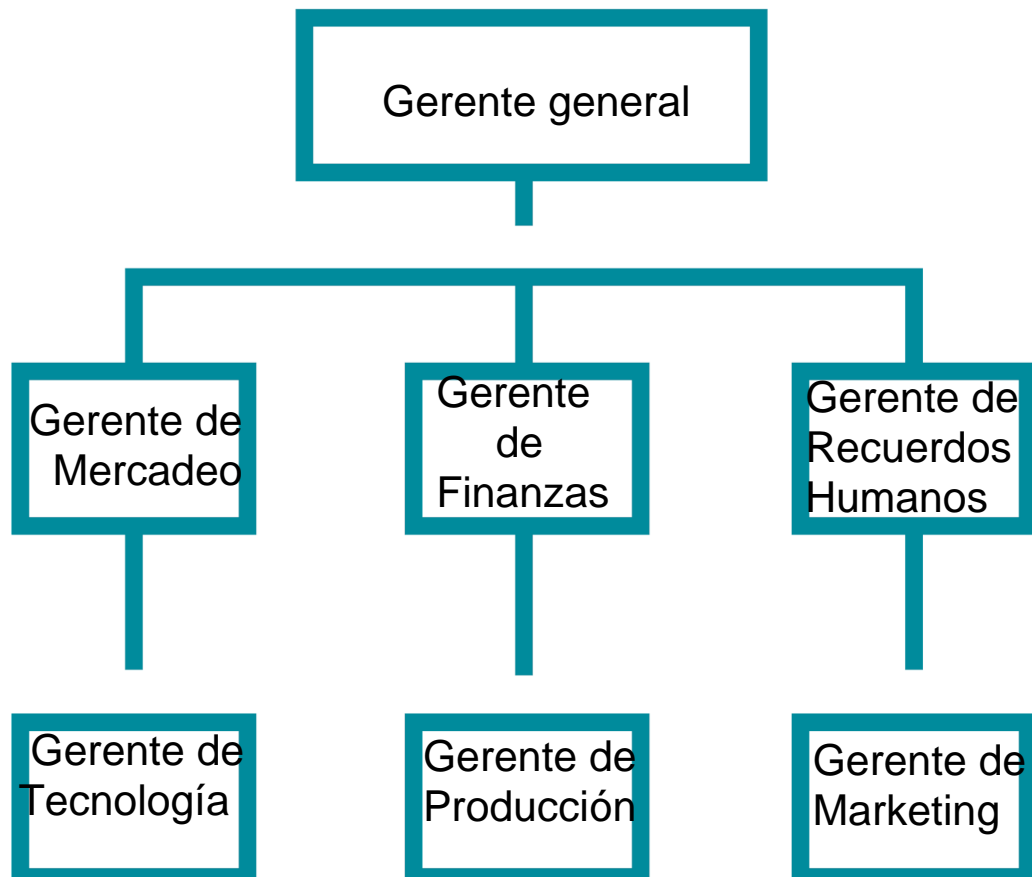 Gerente general
Gerente de
Mercadeo
Gerente
de
Finanzas
Gerente de
Recuerdos
Humanos
Gerente de
Tecnología
Gerente de
Producción
Gerente de
Marketing